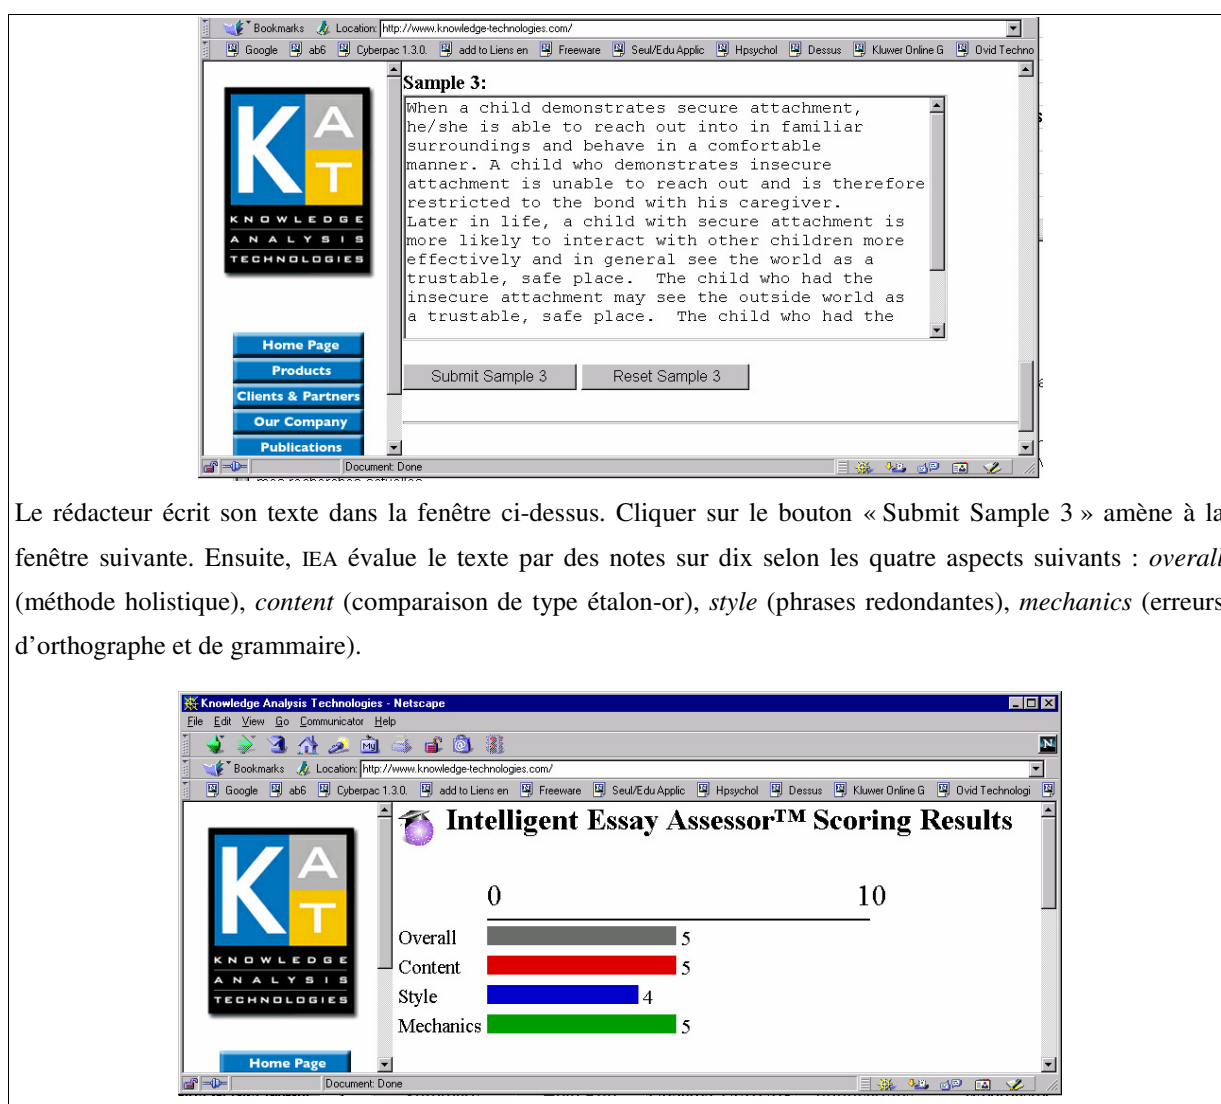 Bookmarks Location: http://www.knowledge-technologies.com/
Google ab6 Cyberpac 1.3.0. add to Liens en Freeware Seul/Edu Applic Hpsychol Dessus Kluwer Online G Ovid Techno
K A T
KNOWLEDGE
ANALYSIS
TECHNOLOGIES
Home Page
Products
Clients & Partners
Our Company
Publications
Sample 3:
When a child demonstrates secure attachment,
he/she is able to reach out into in familiar
surroundings and behave in a comfortable
manner. A child who demonstrates insecure
attachment is unable to reach out and is therefore
restricted to the bond with his caregiver.
Later in life, a child with secure attachment is
more likely to interact with other children more
effectively and in general see the world as a
trustable, safe place. The child who had the
insecure attachment may see the outside world as
a trustable, safe place. The child who had the
Submit Sample 3 Reset Sample 3
Document: Done
Le rédacteur écrit son texte dans la fenêtre ci-dessus. Cliquer sur le bouton « Submit Sample 3 » amène à la
fenêtre suivante. Ensuite, IEA évalue le texte par des notes sur dix selon les quatre aspects suivants : overall
(méthode holistique), content (comparaison de type étalon-or), style (phrases redondantes), mechanics (erreurs
d'orthographe et de grammaire).
Knowledge Analysis Technologies - Netscape
File Edit View Go Communicator Help
My
N
Bookmarks Location: http://www.knowledge-technologies.com/
Google ab6 Cyberpac 1.3.0. add to Liens en Freeware Seul/Edu Applic Hpsychol Dessus Kluwer Online G Ovid Technologi
K A T
KNOWLEDGE
ANALYSIS
TECHNOLOGIES
Home Page
Intelligent Essay Assessor™ Scoring Results
0 10
Overall 5
Content 5
Style 4
Mechanics 5
Document: Done